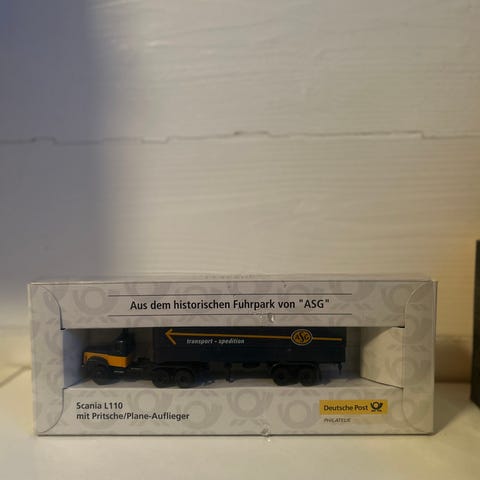 Aus dem historischen Fuhrpark von "ASG"
transport - spedition
ASG
Scania L110
mit Pritsche/Plane-Auflieger
Deutsche Post
PHILATELIE